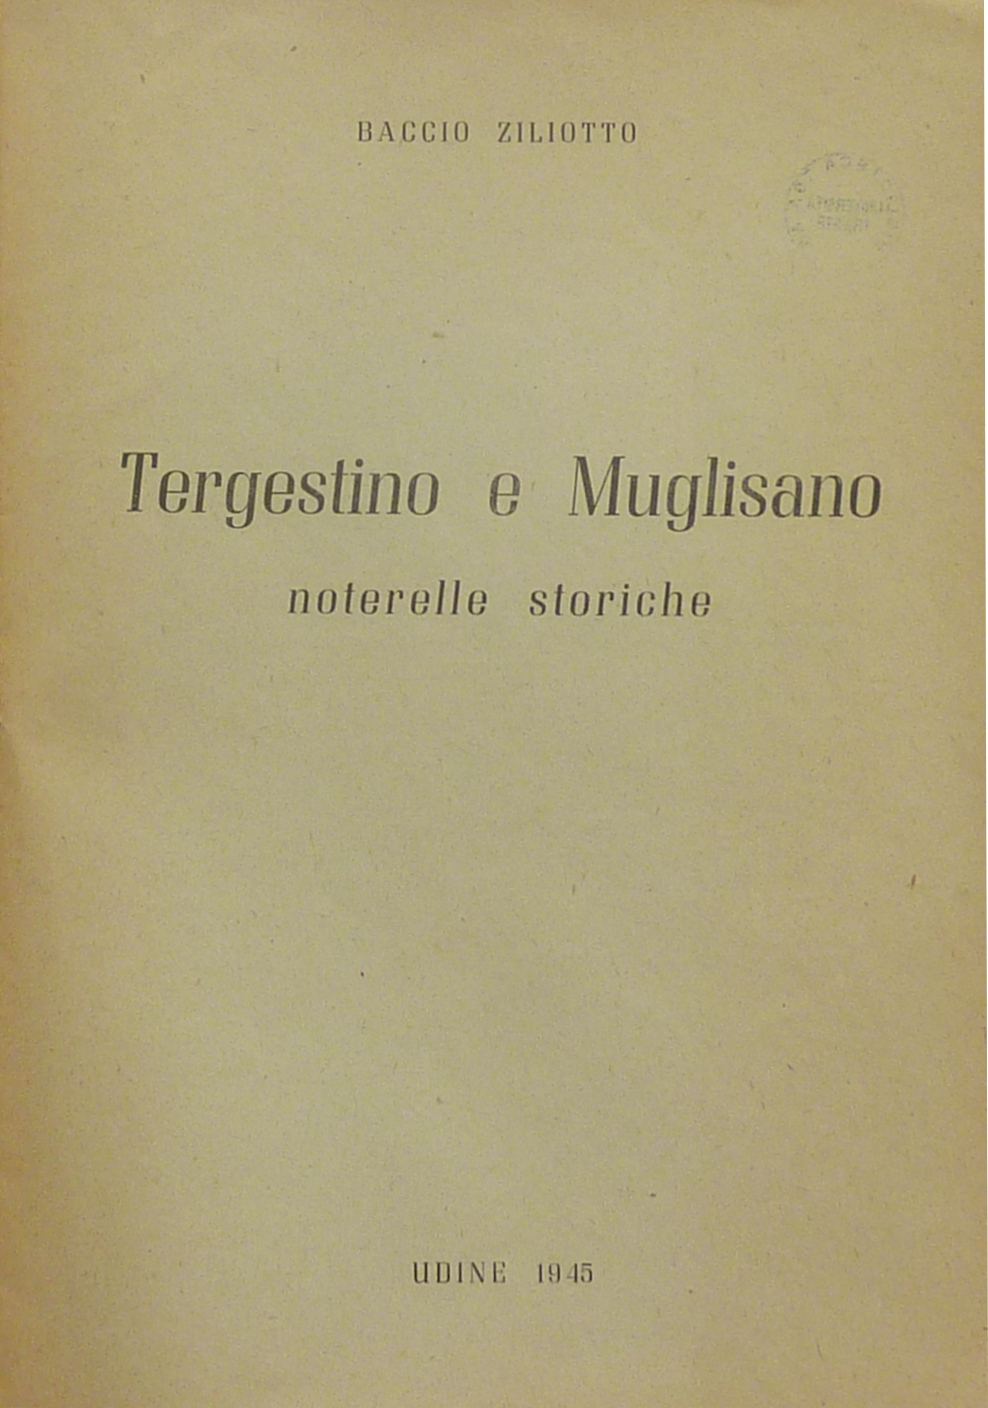 BACCIO ZILIOTTO
Tergestino e Muglisano
noterelle storiche
UDINE 1945